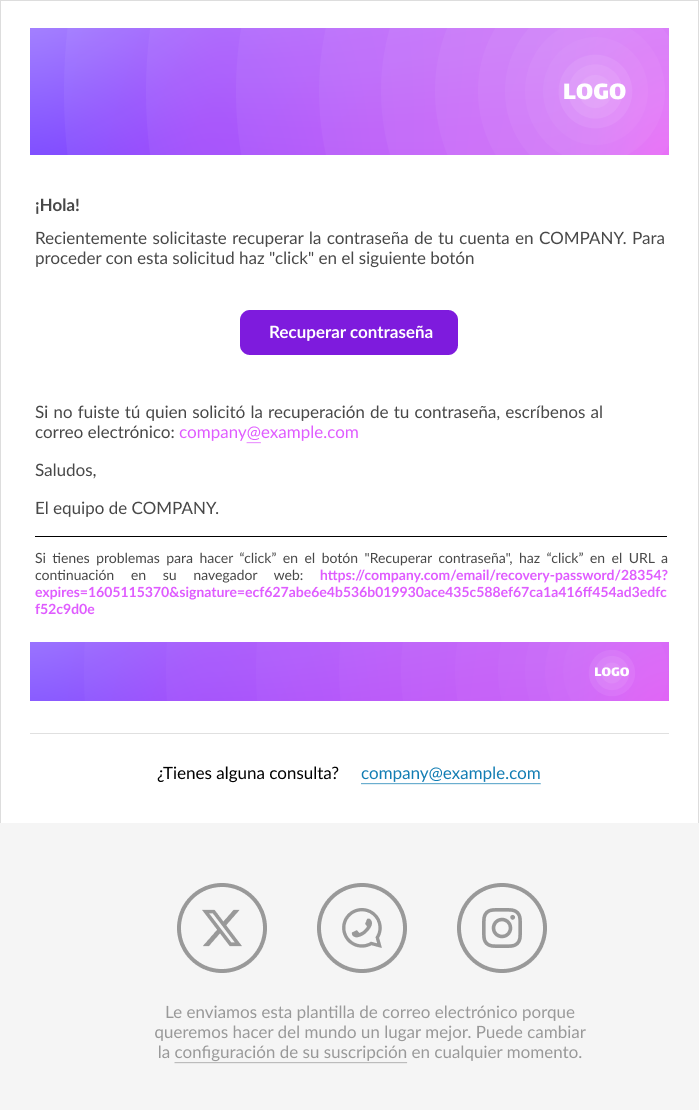 LOGO
¡Hola!
Recientemente solicitaste recuperar la contraseña de tu cuenta en COMPANY. Para
proceder con esta solicitud haz "click" en el siguiente botón
Recuperar contraseña
Si no fuiste tú quien solicitó la recuperación de tu contraseña, escríbenos al
correo electrónico: company@example.com
Saludos,
El equipo de COMPANY.
Si tienes problemas para hacer “click” en el botón "Recuperar contraseña", haz “click” en el URL a
continuación en su navegador web: https://company.com/email/recovery-password/28354?
expires=1605115370&signature=ecf627abe6e4b536b019930ace435c588ef67ca1a416ff454ad3edfc
f52c9d0e
LOGO
¿Tienes alguna consulta? company@example.com
Le enviamos esta plantilla de correo electrónico porque
queremos hacer del mundo un lugar mejor. Puede cambiar
la configuración de su suscripción en cualquier momento.